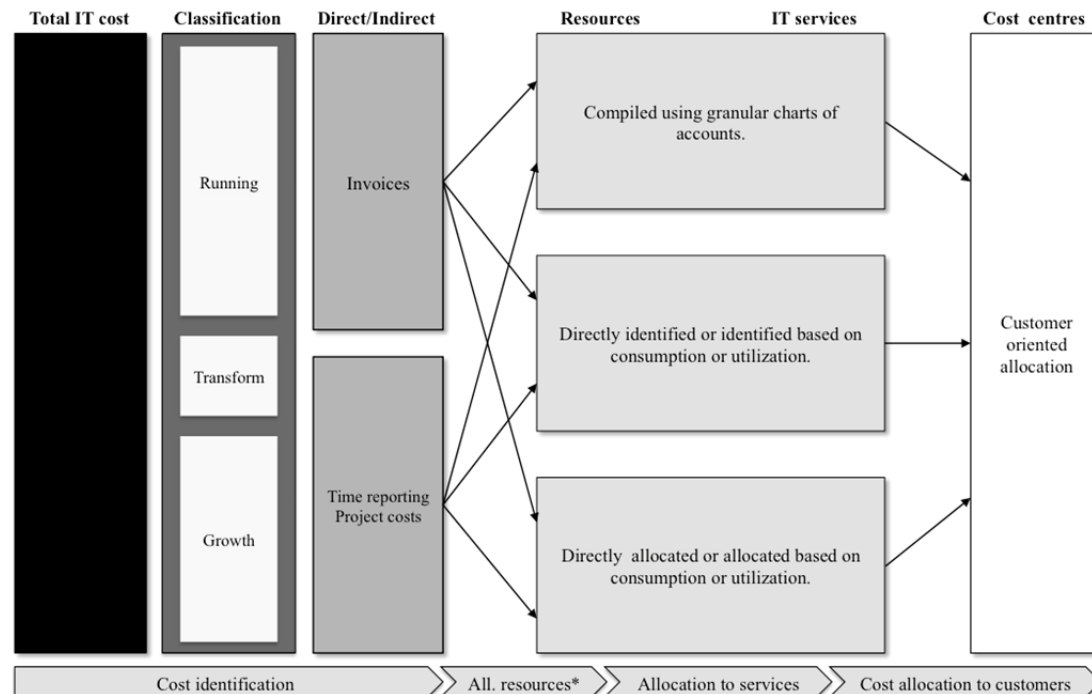 Total IT cost
Classification
Direct/Indirect
Resources
IT services
Cost centres
Running
Transform
Growth
Invoices
Time reporting
Project costs
Compiled using granular charts of
accounts.
Directly identified or identified based on
consumption or utilization.
Directly allocated or allocated based on
consumption or utilization.
Customer
oriented
allocation
Cost identification
All. resources*
Allocation to services
Cost allocation to customers